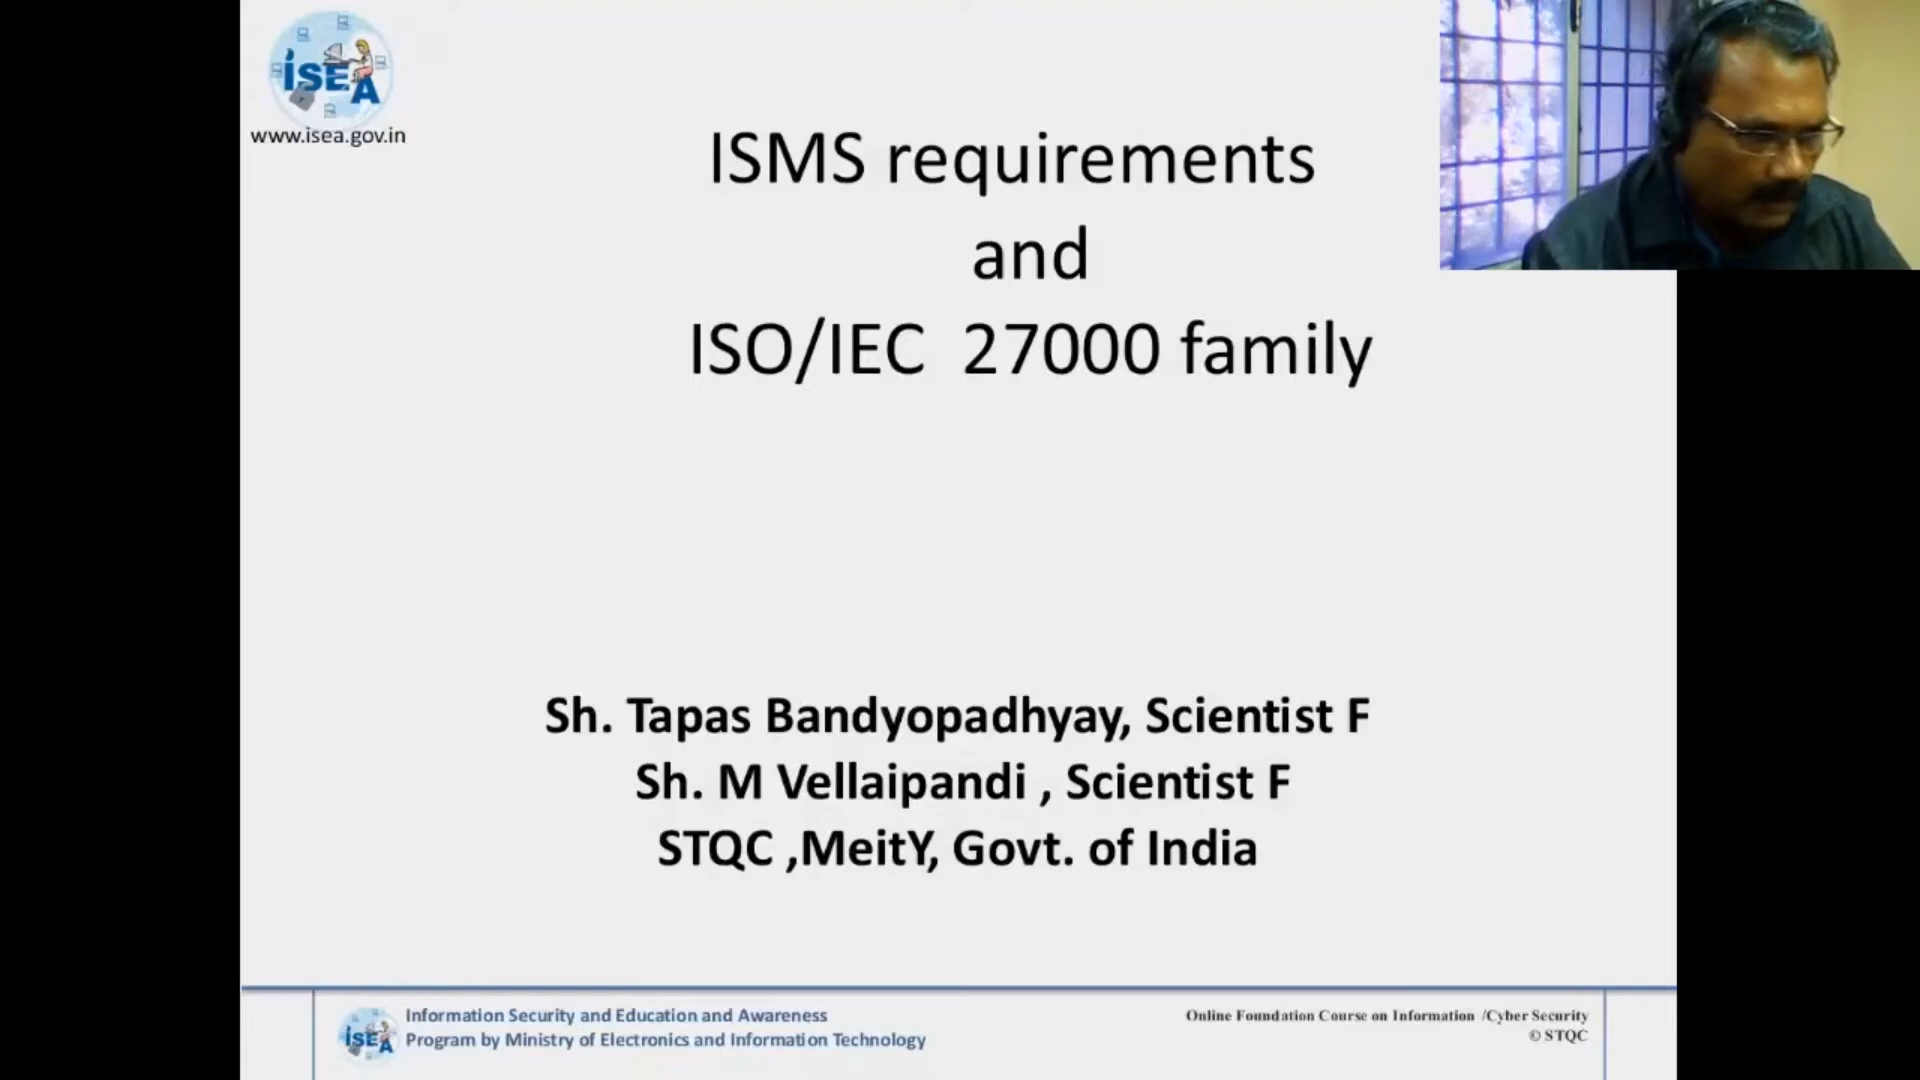 iSEA
www.isea.gov.in
ISMS requirements
and
ISO/IEC 27000 family
Sh. Tapas Bandyopadhyay, Scientist F
Sh. M Vellaipandi , Scientist F
STQC ,MeitY, Govt. of India
iSEA
Information Security and Education and Awareness
Program by Ministry of Electronics and Information Technology
Online Foundation Course on Information /Cyber Security
© STQC